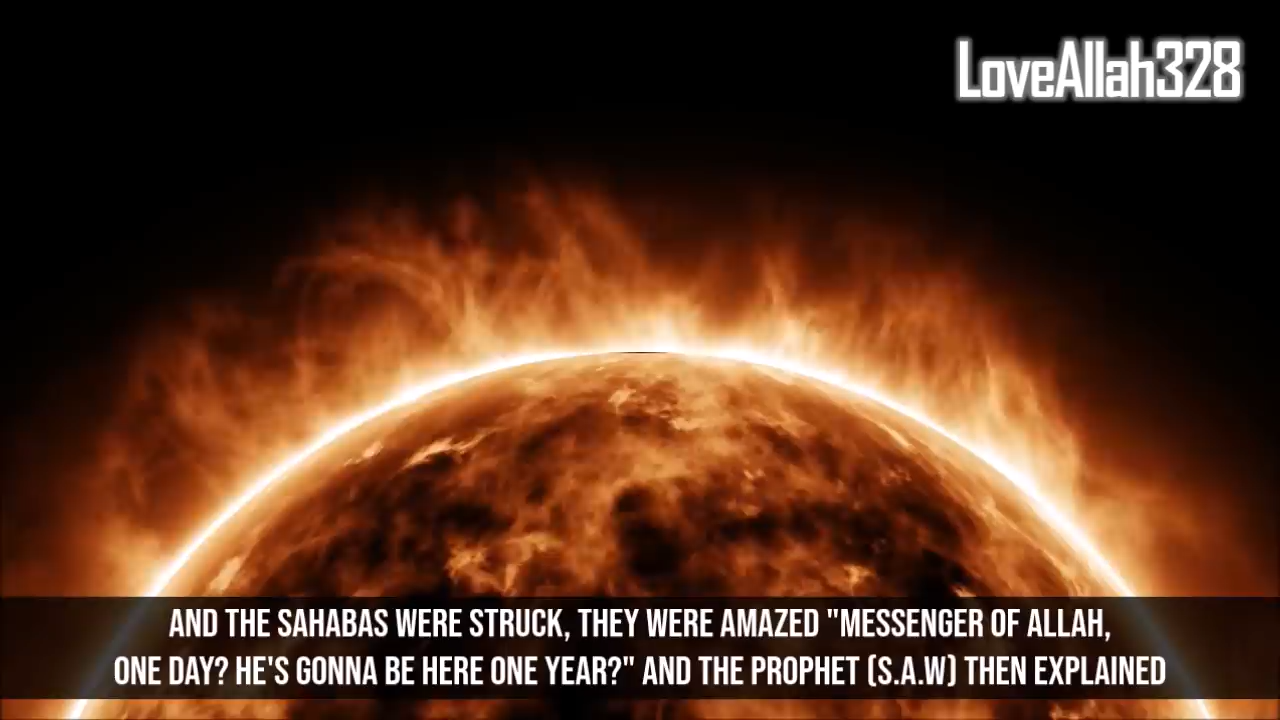 LoveAllah328
AND THE SAHABAS WERE STRUCK, THEY WERE AMAZED "MESSENGER OF ALLAH,
ONE DAY? HE'S GONNA BE HERE ONE YEAR?" AND THE PROPHET (S.A.W) THEN EXPLAINED